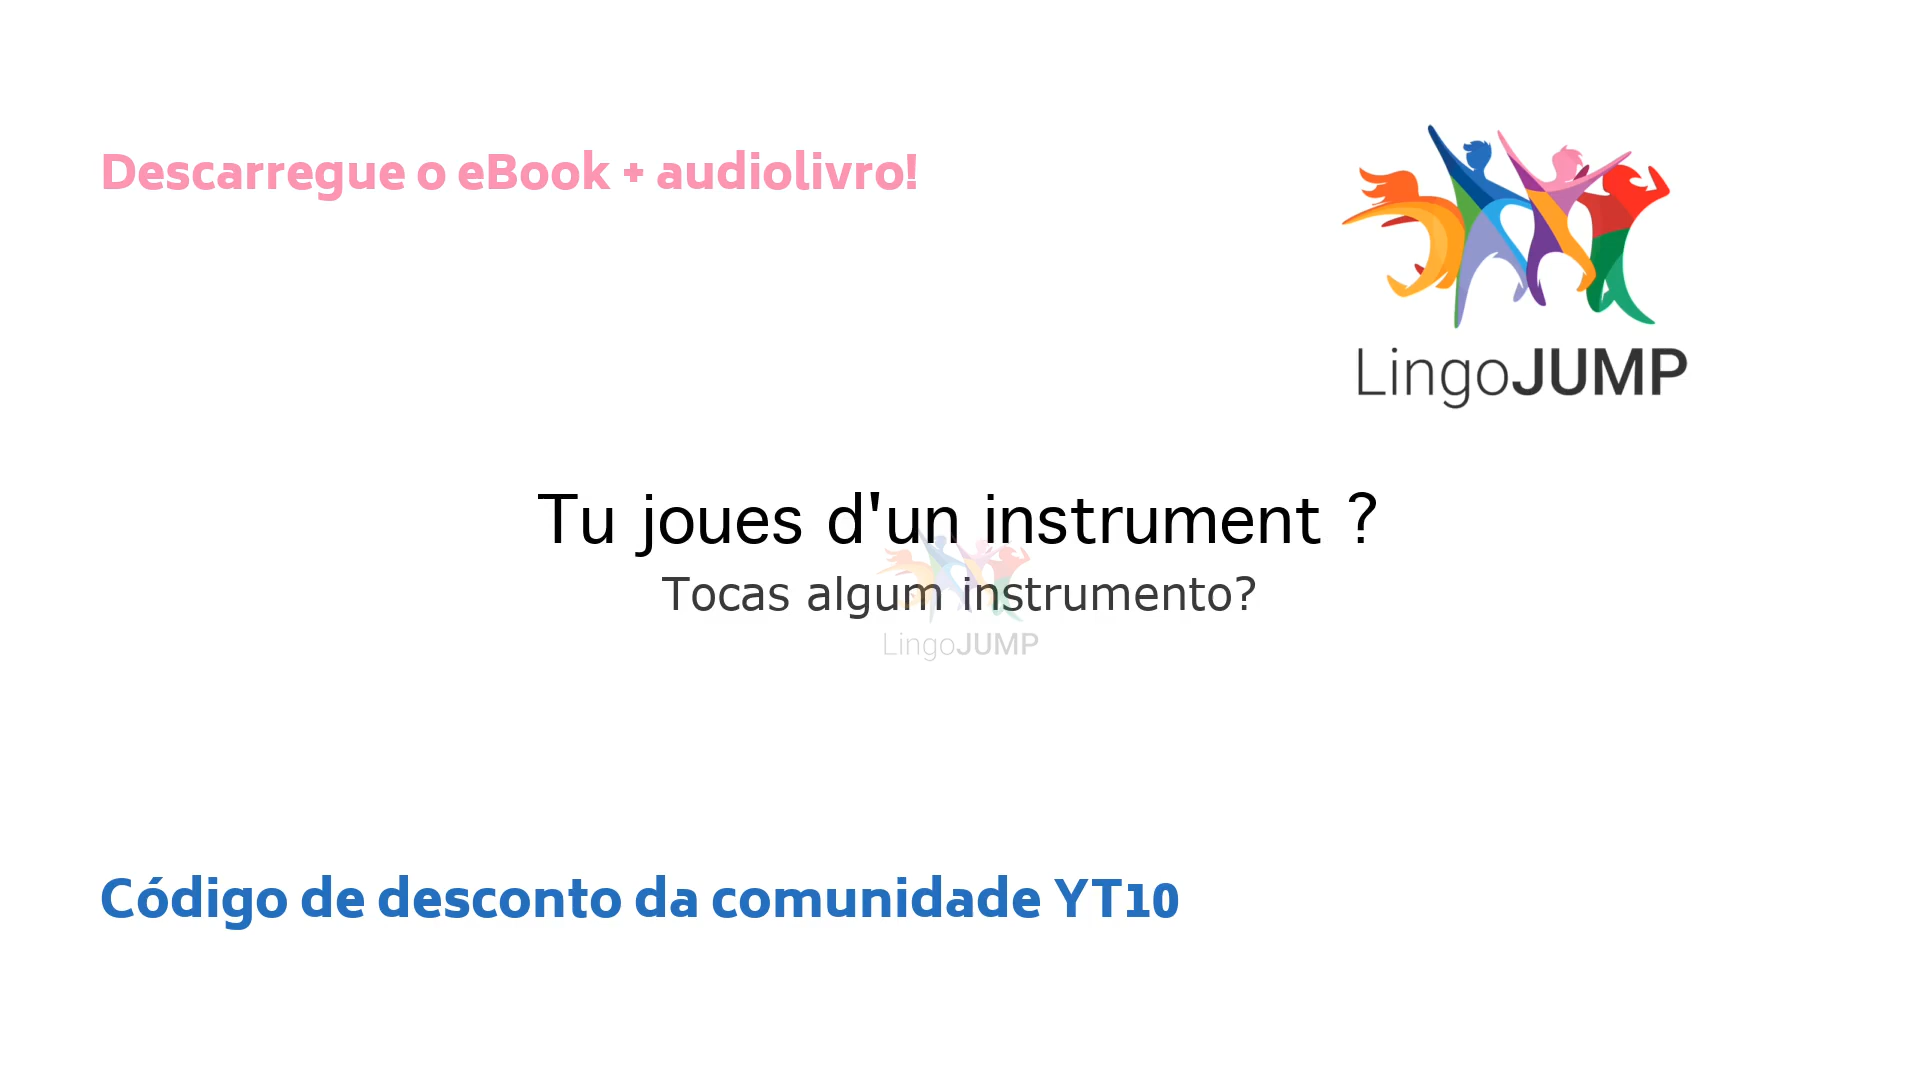 Descarregue o eBook + audiolivro!
LingoJUMP
Tu joues d'un instrument ?
Tocas algum instrumento?
LingoJUMP
Código de desconto da comunidade YT10